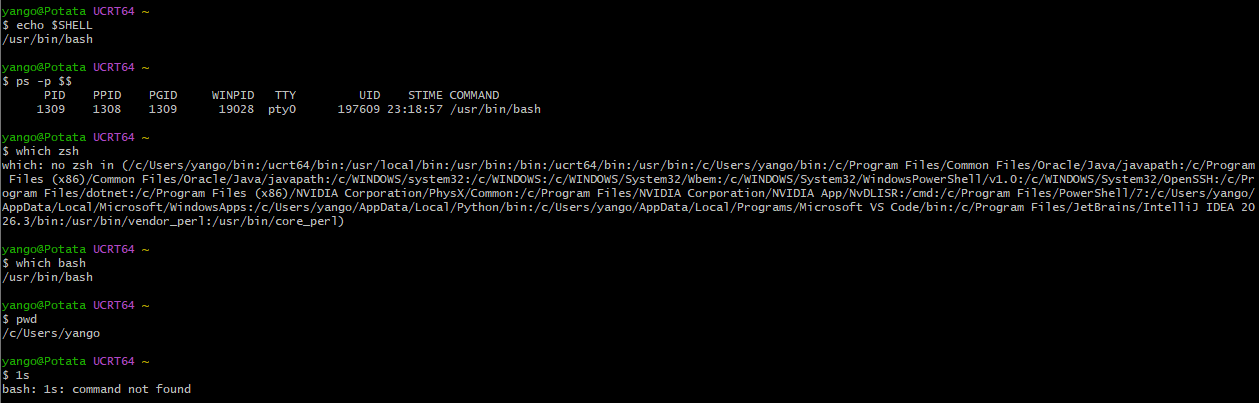 yango@Potata UCRT64 ~
$ echo $SHELL
/usr/bin/bash
yango@Potata UCRT64 ~
$ ps -p $$
      PID    PPID    PGID     WINPID   TTY         UID    STIME COMMAND
     1309    1308    1309      19028  pty0      197609 23:18:57 /usr/bin/bash
yango@Potata UCRT64 ~
$ which zsh
which: no zsh in (/c/Users/yango/bin:/ucrt64/bin:/usr/local/bin:/usr/bin:/bin:/ucrt64/bin:/usr/bin:/c/Users/yango/bin:/c/Program Files/Common Files/Oracle/Java/javapath:/c/Program
 Files (x86)/Common Files/Oracle/Java/javapath:/c/WINDOWS/system32:/c/WINDOWS:/c/WINDOWS/System32/Wbem:/c/WINDOWS/System32/WindowsPowerShell/v1.0:/c/WINDOWS/System32/OpenSSH:/c/Pr
ogram Files/dotnet:/c/Program Files (x86)/NVIDIA Corporation/PhysX/Common:/c/Program Files/NVIDIA Corporation/NVIDIA App/NvDLISR:/cmd:/c/Program Files/PowerShell/7:/c/Users/yango/
AppData/Local/Microsoft/WindowsApps:/c/Users/yango/AppData/Local/Python/bin:/c/Users/yango/AppData/Local/Programs/Microsoft VS Code/bin:/c/Program Files/JetBrains/IntelliJ IDEA 20
26.3/bin:/usr/bin/vendor_perl:/usr/bin/core_perl)
yango@Potata UCRT64 ~
$ which bash
/usr/bin/bash
yango@Potata UCRT64 ~
$ pwd
/c/Users/yango
yango@Potata UCRT64 ~
$ 1s
bash: 1s: command not found